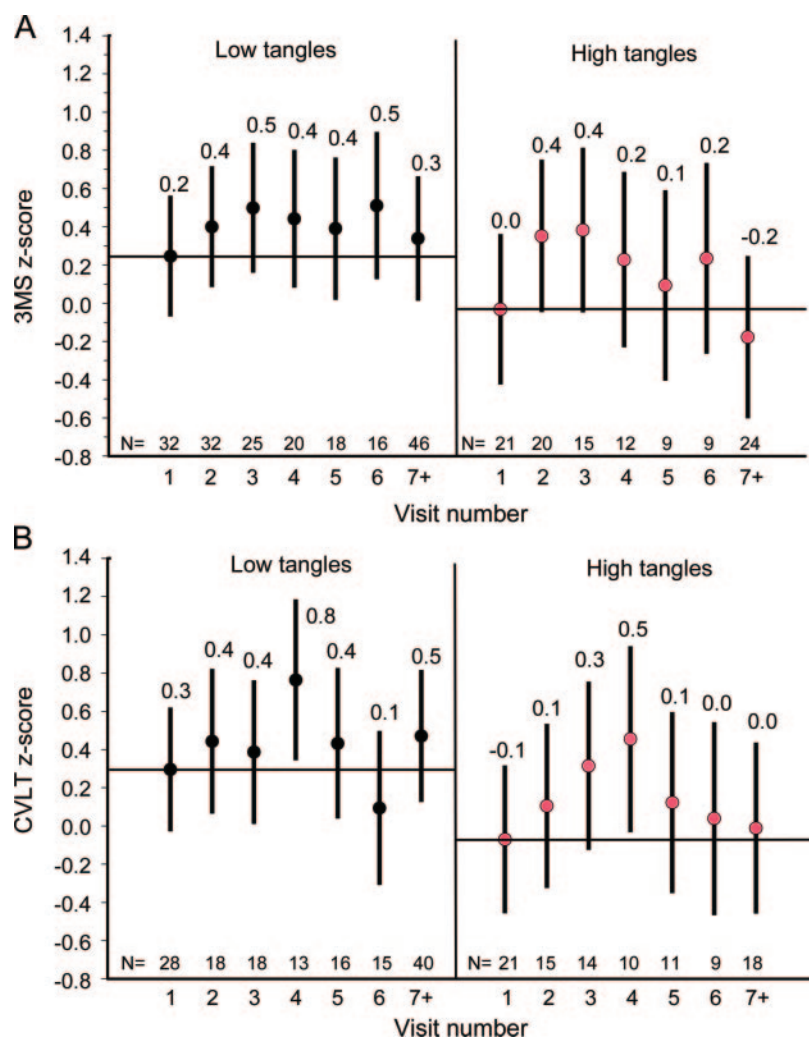 A
3MS z-score
1.4
1.2
1.0
0.8
0.6
0.4
0.2
0.0
-0.2
-0.4
-0.6
-0.8
Low tangles
0.2 0.4 0.5 0.4 0.4 0.5 0.3
N= 32 32 25 20 18 16 46
1 2 3 4 5 6 7+
High tangles
0.0 0.4 0.4 0.2 0.1 0.2 -0.2
N= 21 20 15 12 9 9 24
1 2 3 4 5 6 7+
Visit number
B
CVLT z-score
1.4
1.2
1.0
0.8
0.6
0.4
0.2
0.0
-0.2
-0.4
-0.6
-0.8
Low tangles
0.3 0.4 0.4 0.8 0.4 0.1 0.5
N= 28 18 18 13 16 15 40
1 2 3 4 5 6 7+
High tangles
-0.1 0.1 0.3 0.5 0.1 0.0 0.0
N= 21 15 14 10 11 9 18
1 2 3 4 5 6 7+
Visit number